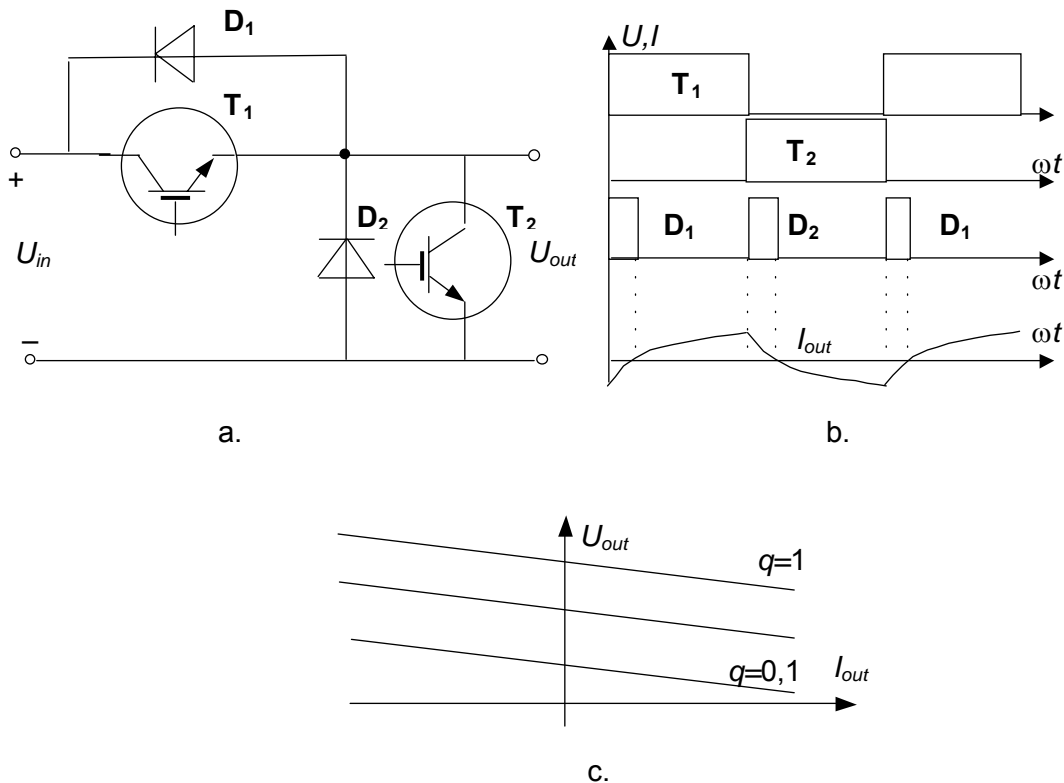 D1
T1
+
Uin
–
D2
T2
Uout
a.
U,I
T1
T2
ωt
D1
D2
D1
ωt
Iout
ωt
b.
Uout
q=1
q=0,1
Iout
c.